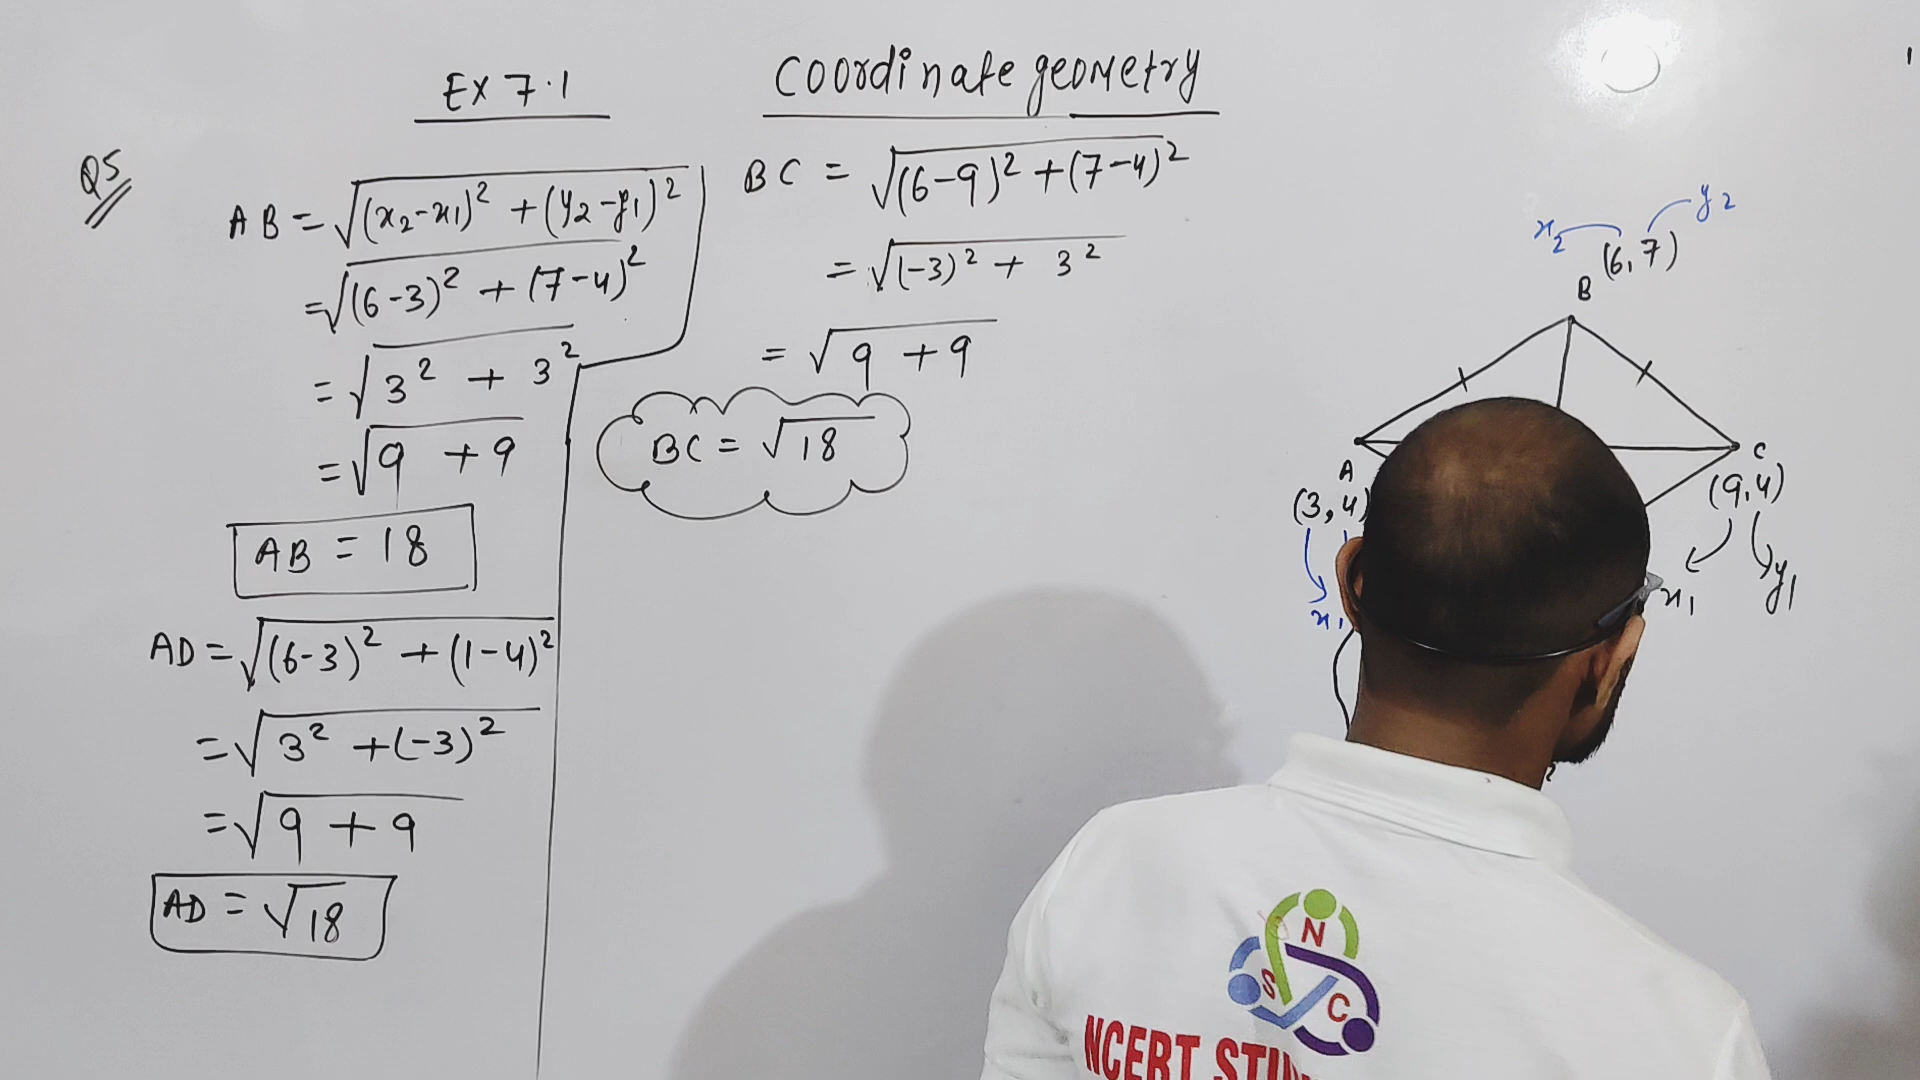 Ex 7.1
Coordinate geometry
Q5
AB = √(x₂-x₁)² + (y₂-y₁)²
= √(6-3)² + (7-4)²
= √3² + 3²
= √9 + 9
AB = 18
AD = √(6-3)² + (1-4)²
= √3² + (-3)²
= √9 + 9
AD = √18
BC = √(6-9)² + (7-4)²
= √(-3)² + 3²
= √9 + 9
BC = √18
x₂ y₂
(6,7)
B
A
(3,4)
x₁
C
(9,4)
x₁ y₁
N
S
C
NCERT